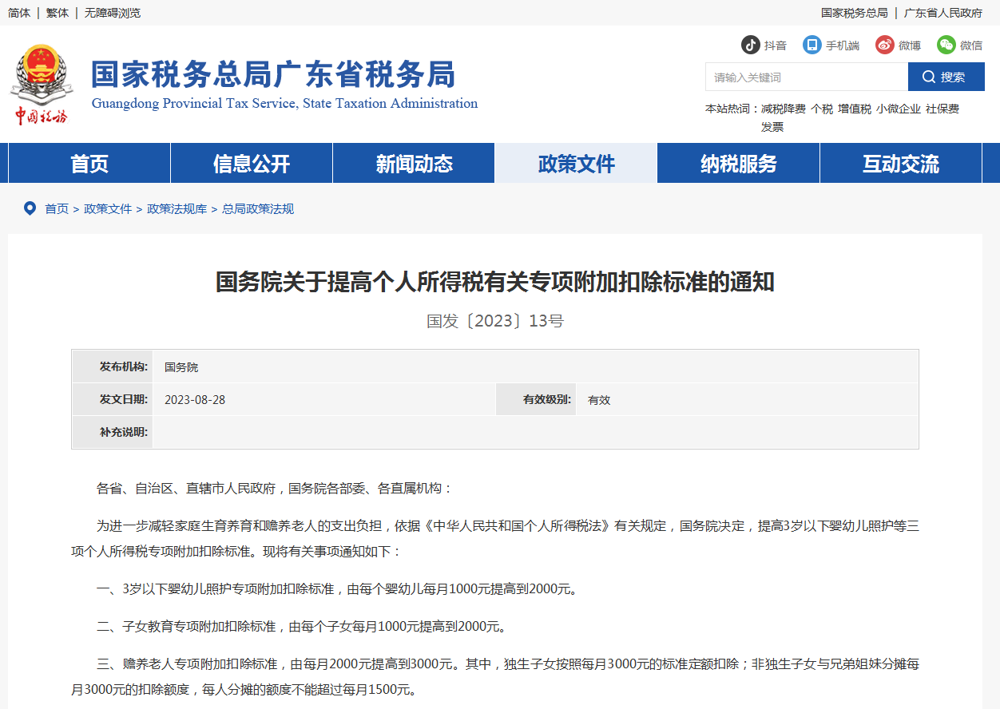 简体 | 繁体 | 无障碍浏览
国家税务总局 | 广东省人民政府
抖音 手机端 微博 微信
国家税务总局广东省税务局
Guangdong Provincial Tax Service, State Taxation Administration
中国税务
请输入关键词 搜索
本站热词：减税降费 个税 增值税 小微企业 社保费
发票
首页 信息公开 新闻动态 政策文件 纳税服务 互动交流
首页 > 政策文件 > 政策法规库 > 总局政策法规
国务院关于提高个人所得税有关专项附加扣除标准的通知
国发〔2023〕13号
发布机构: 国务院
发文日期: 2023-08-28 有效级别: 有效
补充说明:
各省、自治区、直辖市人民政府，国务院各部委、各直属机构：
为进一步减轻家庭生育养育和赡养老人的支出负担，依据《中华人民共和国个人所得税法》有关规定，国务院决定，提高3岁以下婴幼儿照护等三
项个人所得税专项附加扣除标准。现将有关事项通知如下：
一、3岁以下婴幼儿照护专项附加扣除标准，由每个婴幼儿每月1000元提高到2000元。
二、子女教育专项附加扣除标准，由每个子女每月1000元提高到2000元。
三、赡养老人专项附加扣除标准，由每月2000元提高到3000元。其中，独生子女按照每月3000元的标准定额扣除；非独生子女与兄弟姐妹分摊每
月3000元的扣除额度，每人分摊的额度不能超过每月1500元。